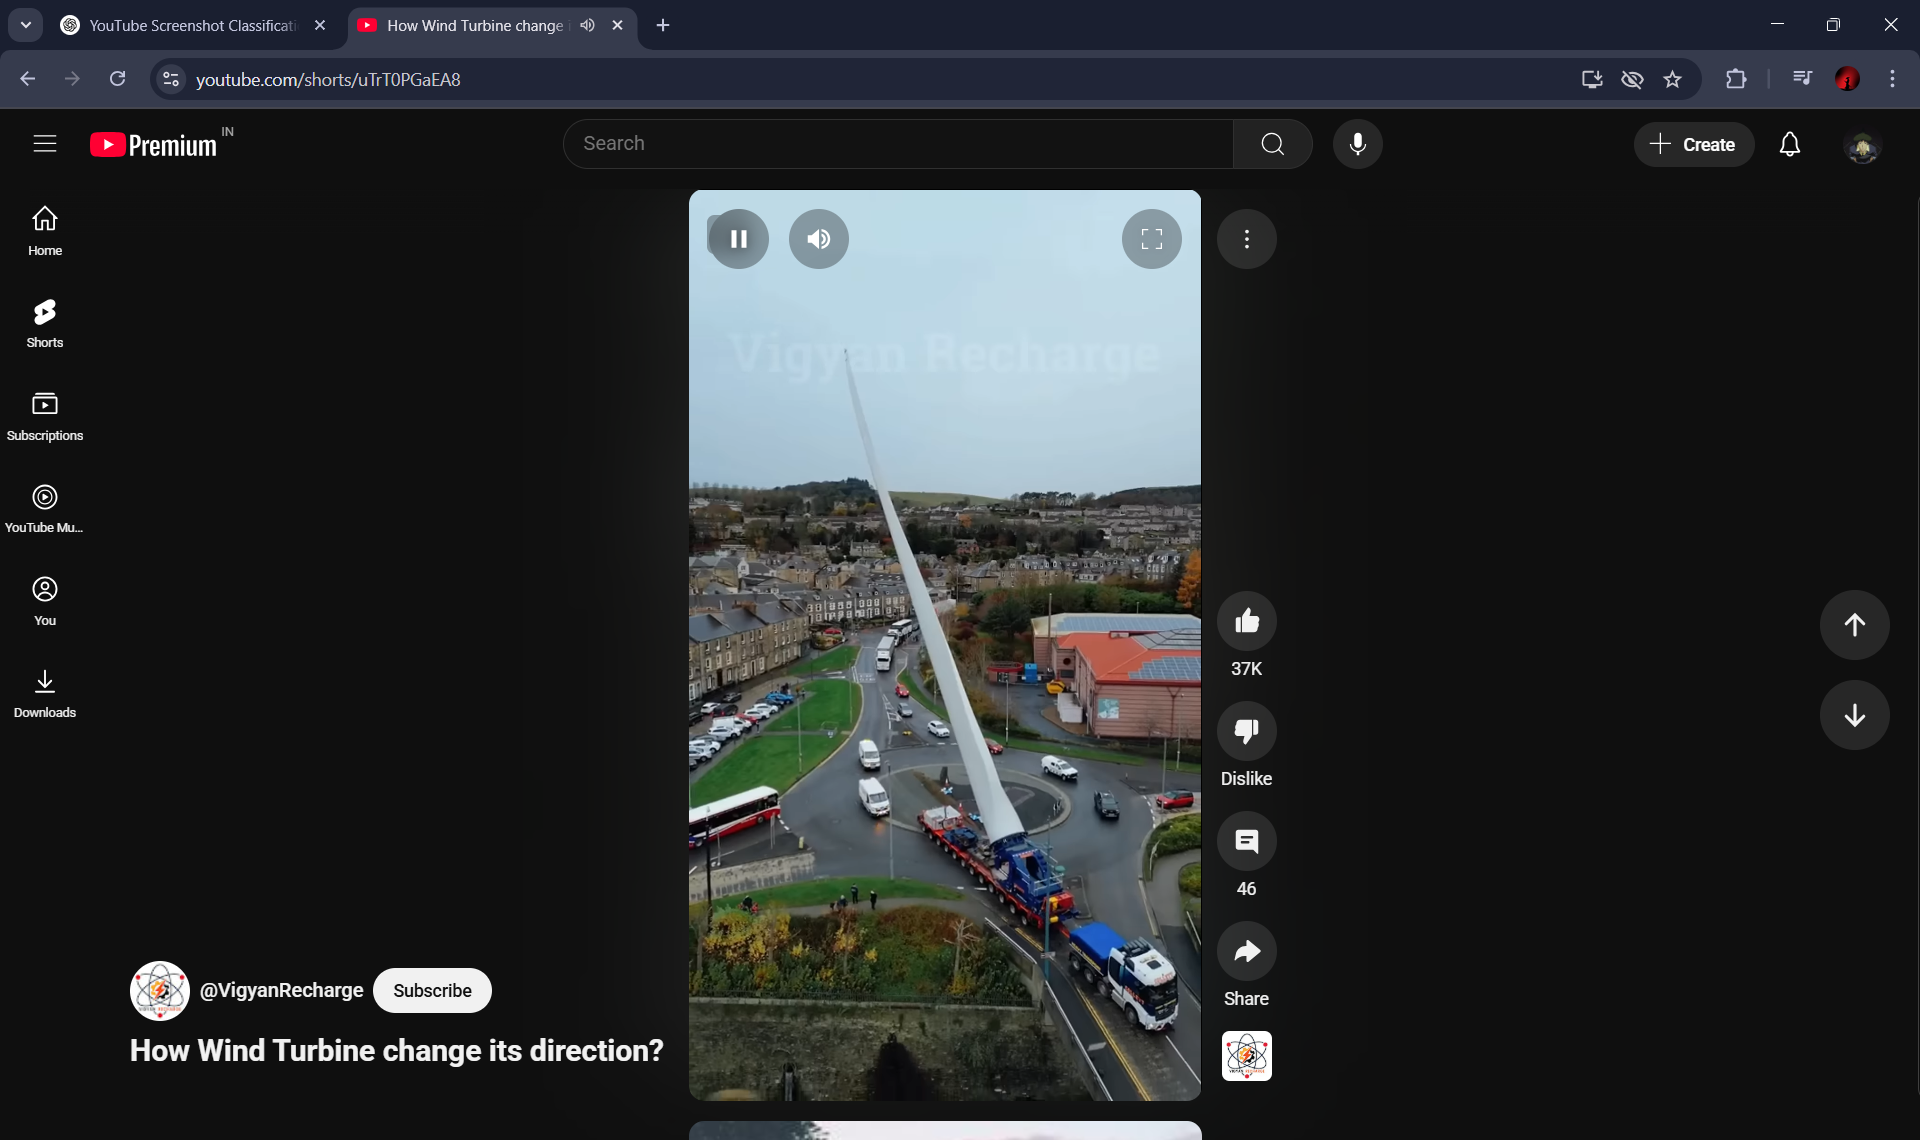 YouTube Screenshot Classificati
How Wind Turbine change i
youtube.com/shorts/uTrT0PGaEA8
Premium IN
Search
Create
Home
Shorts
Subscriptions
YouTube Mu...
You
Downloads
Vigyan Recharge
37K
Dislike
46
Share
@VigyanRecharge
Subscribe
How Wind Turbine change its direction?